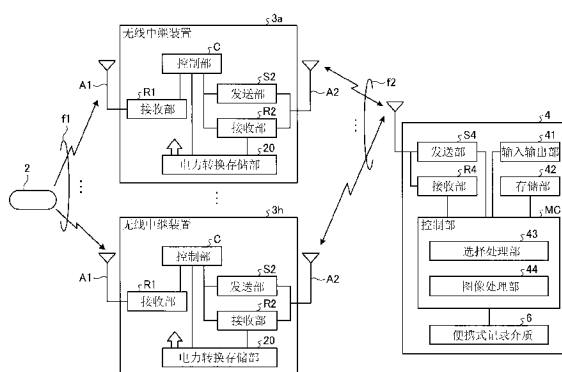 3a
无线中继装置
C
控制部
A1
R1
接收部
S2
发送部
R2
接收部
A2
20
电力转换存储部
f1
f2
2
3h
无线中继装置
C
控制部
A1
R1
接收部
S2
发送部
R2
接收部
A2
20
电力转换存储部
4
S4
发送部
41
输入输出部
R4
接收部
42
存储部
MC
控制部
43
选择处理部
44
图像处理部
6
便携式记录介质